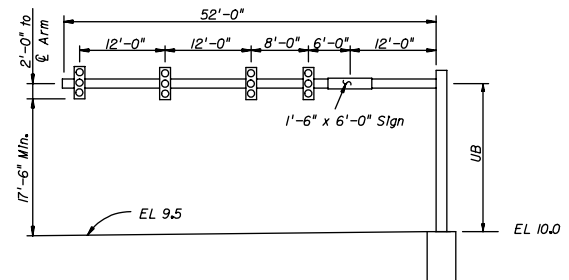 52'-0"
2'-0" to
℄ Arm
12'-0"
12'-0"
8'-0"
6'-0"
12'-0"
1'-6" x 6'-0" Sign
17'-6" Min.
UB
EL 9.5
EL 10.0